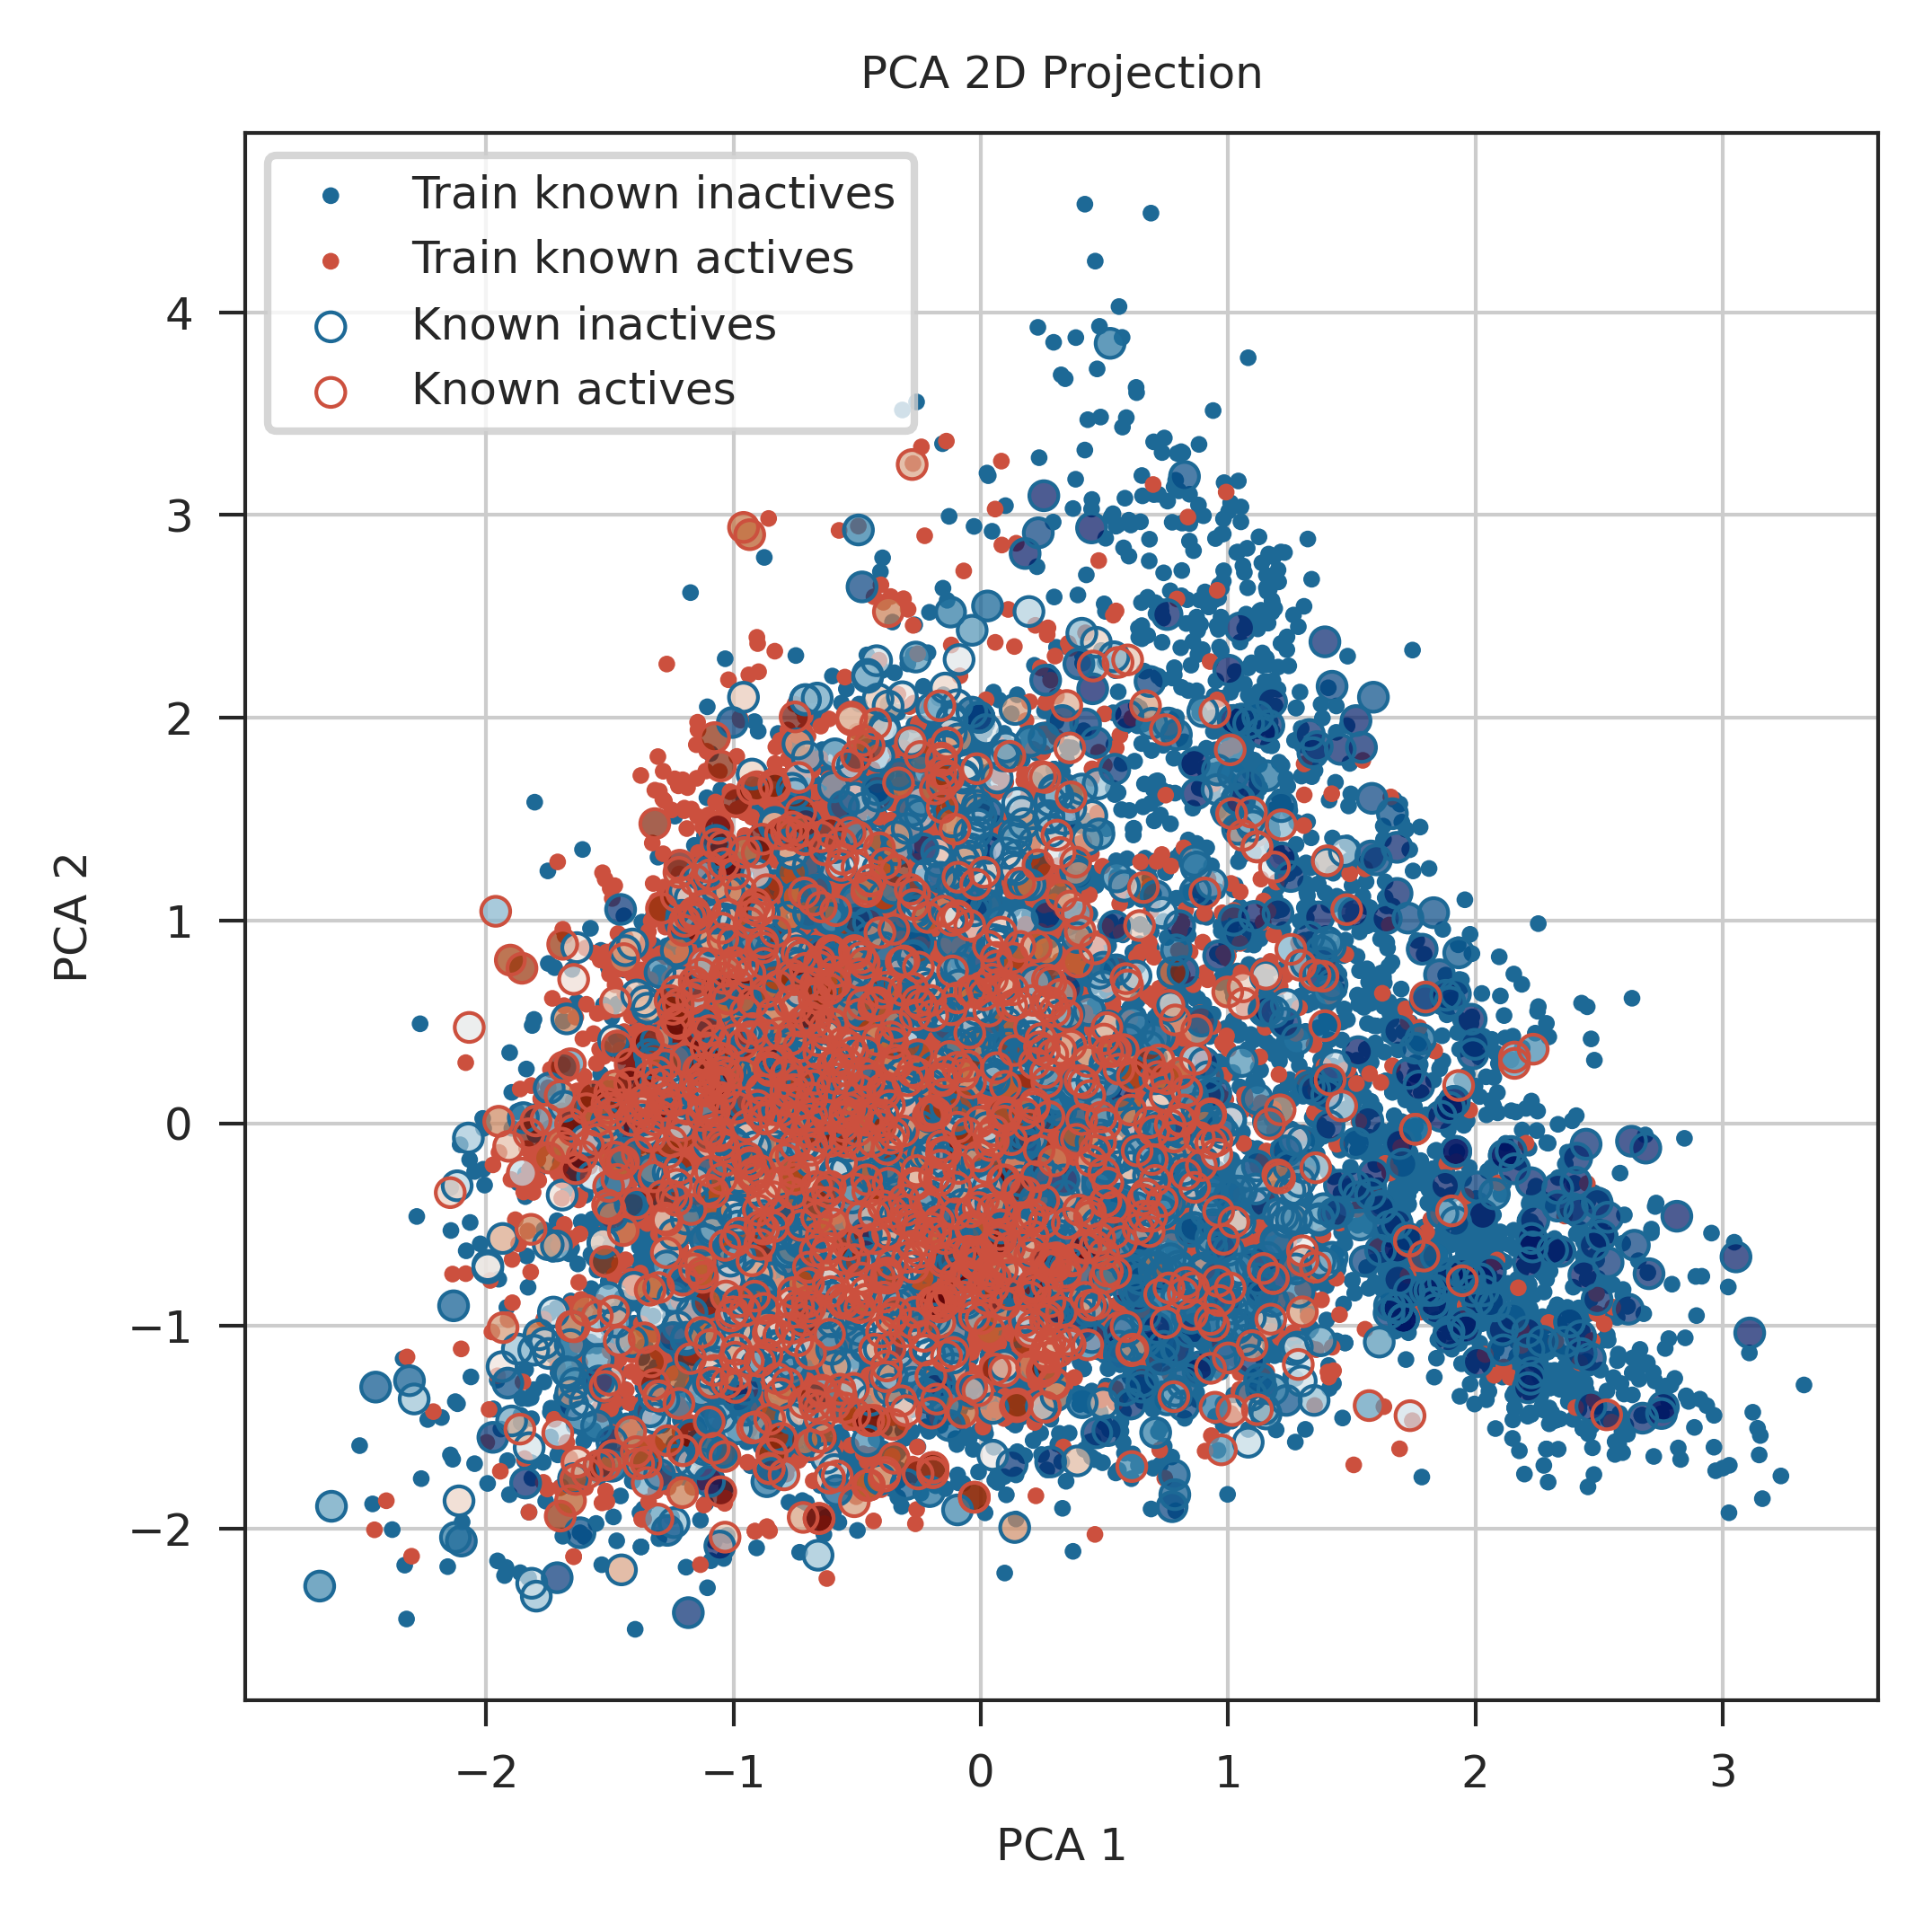 PCA 2D Projection
Train known inactives
Train known actives
Known inactives
Known actives
4
3
2
1
0
−1
−2
PCA 2
−2
−1
0
1
2
3
PCA 1